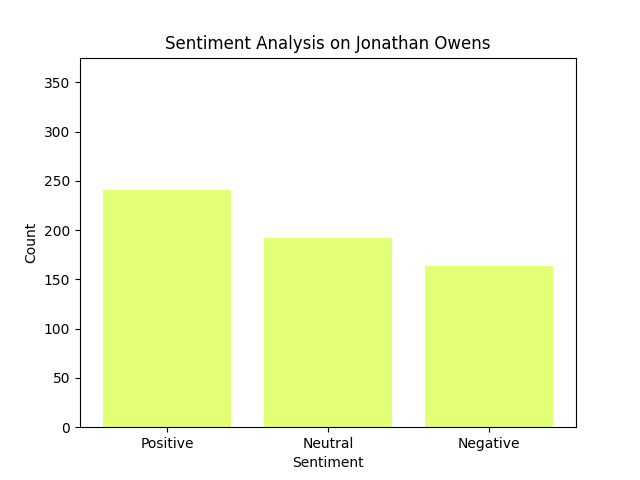 Sentiment Analysis on Jonathan Owens
350
300
250
200
150
100
50
0
Count
Positive
Neutral
Negative
Sentiment